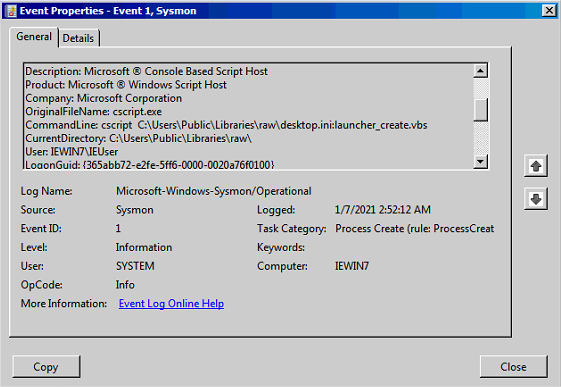 Event Properties - Event 1, Sysmon
General Details
Description: Microsoft ® Console Based Script Host
Product: Microsoft ® Windows Script Host
Company: Microsoft Corporation
OriginalFileName: cscript.exe
CommandLine: cscript  C:\Users\Public\Libraries\raw\desktop.ini:launcher_create.vbs
CurrentDirectory: C:\Users\Public\Libraries\raw\
User: IEWIN7\IEUser
LogonGuid: {365abb72-e2fe-5ff6-0000-0020a76f0100}
Log Name: Microsoft-Windows-Sysmon/Operational
Source: Sysmon Logged: 1/7/2021 2:52:12 AM
Event ID: 1 Task Category: Process Create (rule: ProcessCreat
Level: Information Keywords:
User: SYSTEM Computer: IEWIN7
OpCode: Info
More Information: Event Log Online Help
Copy Close